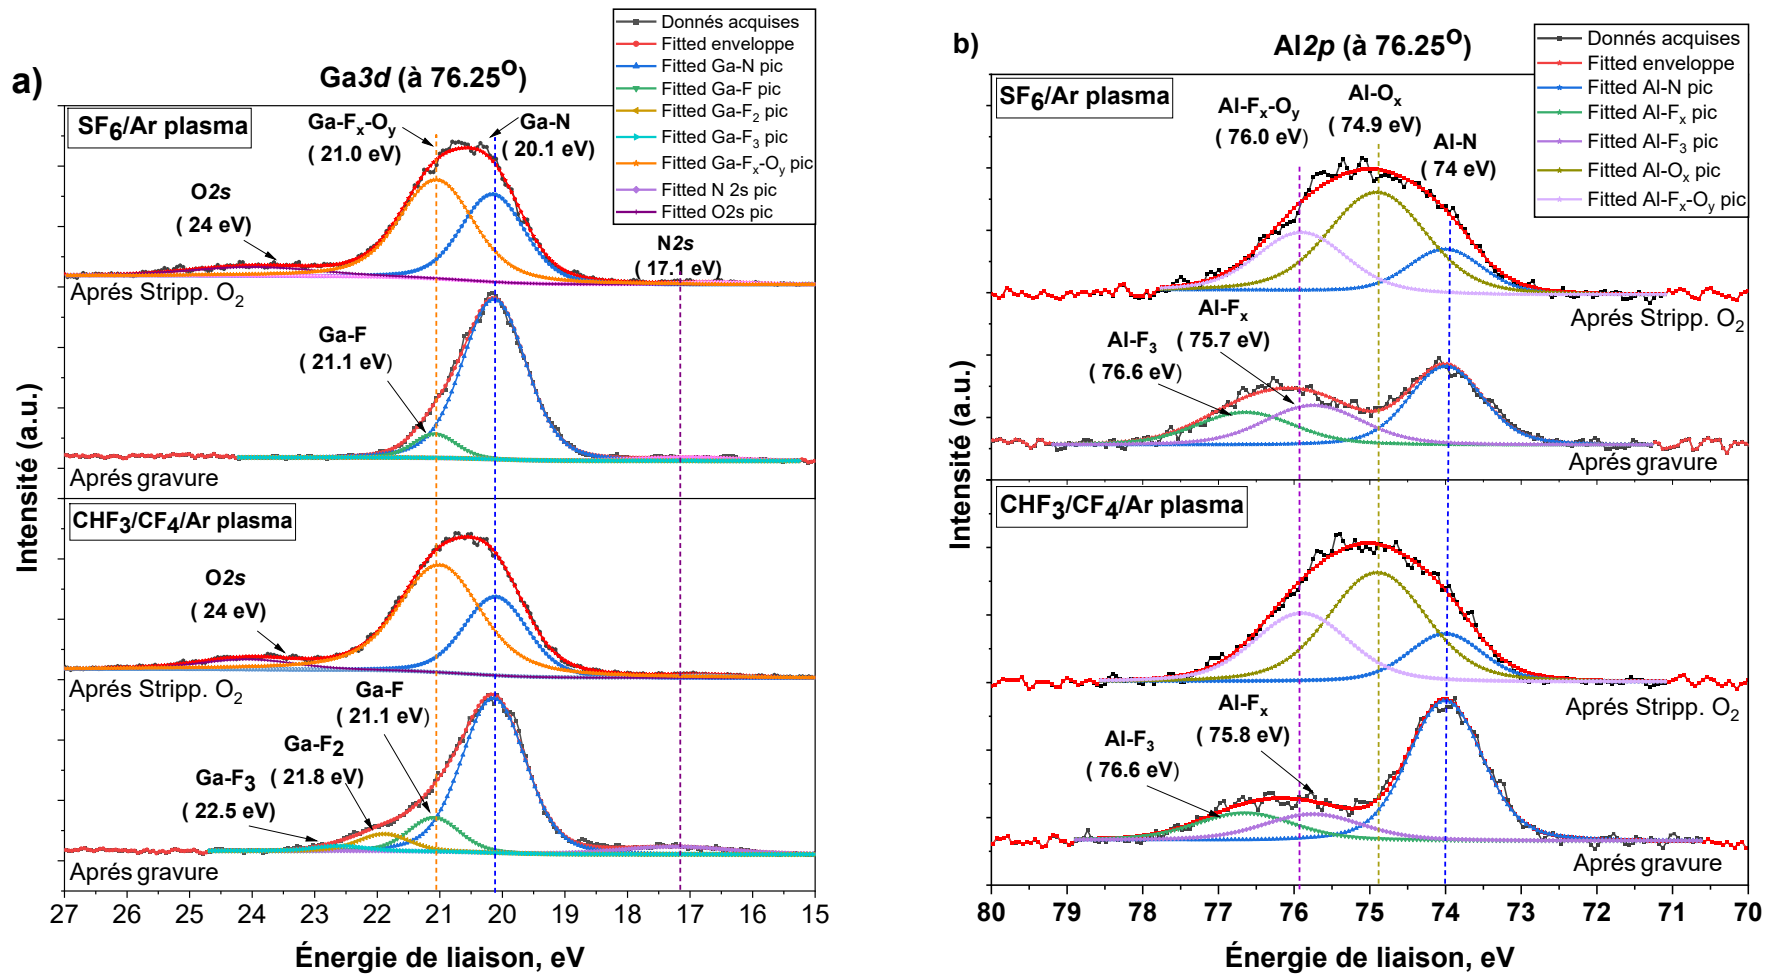 a)
Ga3d (à 76.25°)
Donnés acquises
Fitted enveloppe
Fitted Ga-N pic
Fitted Ga-F pic
Fitted Ga-F2 pic
Fitted Ga-F3 pic
Fitted Ga-Fx-Oy pic
Fitted N 2s pic
Fitted O2s pic
SF6/Ar plasma
Ga-Fx-Oy
( 21.0 eV)
Ga-N
( 20.1 eV)
O2s
( 24 eV)
N2s
( 17.1 eV)
Aprés Stripp. O2
Ga-F
( 21.1 eV)
Aprés gravure
CHF3/CF4/Ar plasma
O2s
( 24 eV)
Aprés Stripp. O2
Ga-F
( 21.1 eV)
Ga-F2
( 21.8 eV)
Ga-F3
( 22.5 eV)
Aprés gravure
Intensité (a.u.)
27 26 25 24 23 22 21 20 19 18 17 16 15
Énergie de liaison, eV
b)
Al2p (à 76.25°)
Donnés acquises
Fitted enveloppe
Fitted Al-N pic
Fitted Al-Fx pic
Fitted Al-F3 pic
Fitted Al-Ox pic
Fitted Al-Fx-Oy pic
SF6/Ar plasma
Al-Fx-Oy
( 76.0 eV)
Al-Ox
( 74.9 eV)
Al-N
( 74 eV)
Aprés Stripp. O2
Al-Fx
( 75.7 eV)
Al-F3
( 76.6 eV)
Aprés gravure
CHF3/CF4/Ar plasma
Aprés Stripp. O2
Al-Fx
( 75.8 eV)
Al-F3
( 76.6 eV)
Aprés gravure
Intensité (a.u.)
80 79 78 77 76 75 74 73 72 71 70
Énergie de liaison, eV